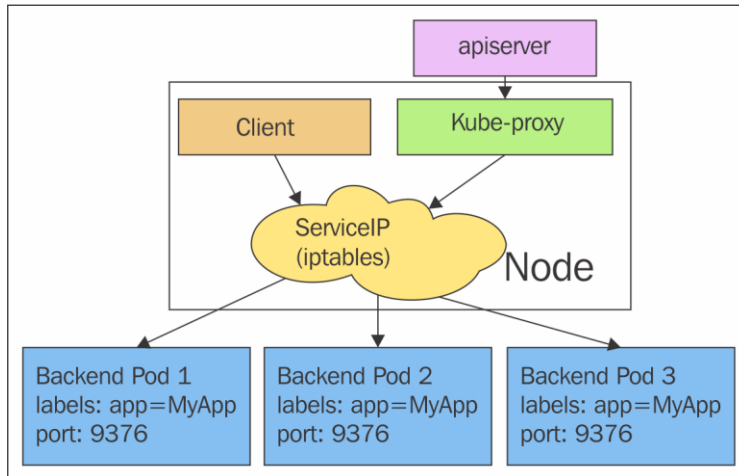 apiserver
Client
Kube-proxy
ServiceIP
(iptables)
Node
Backend Pod 1
labels: app=MyApp
port: 9376
Backend Pod 2
labels: app=MyApp
port: 9376
Backend Pod 3
labels: app=MyApp
port: 9376